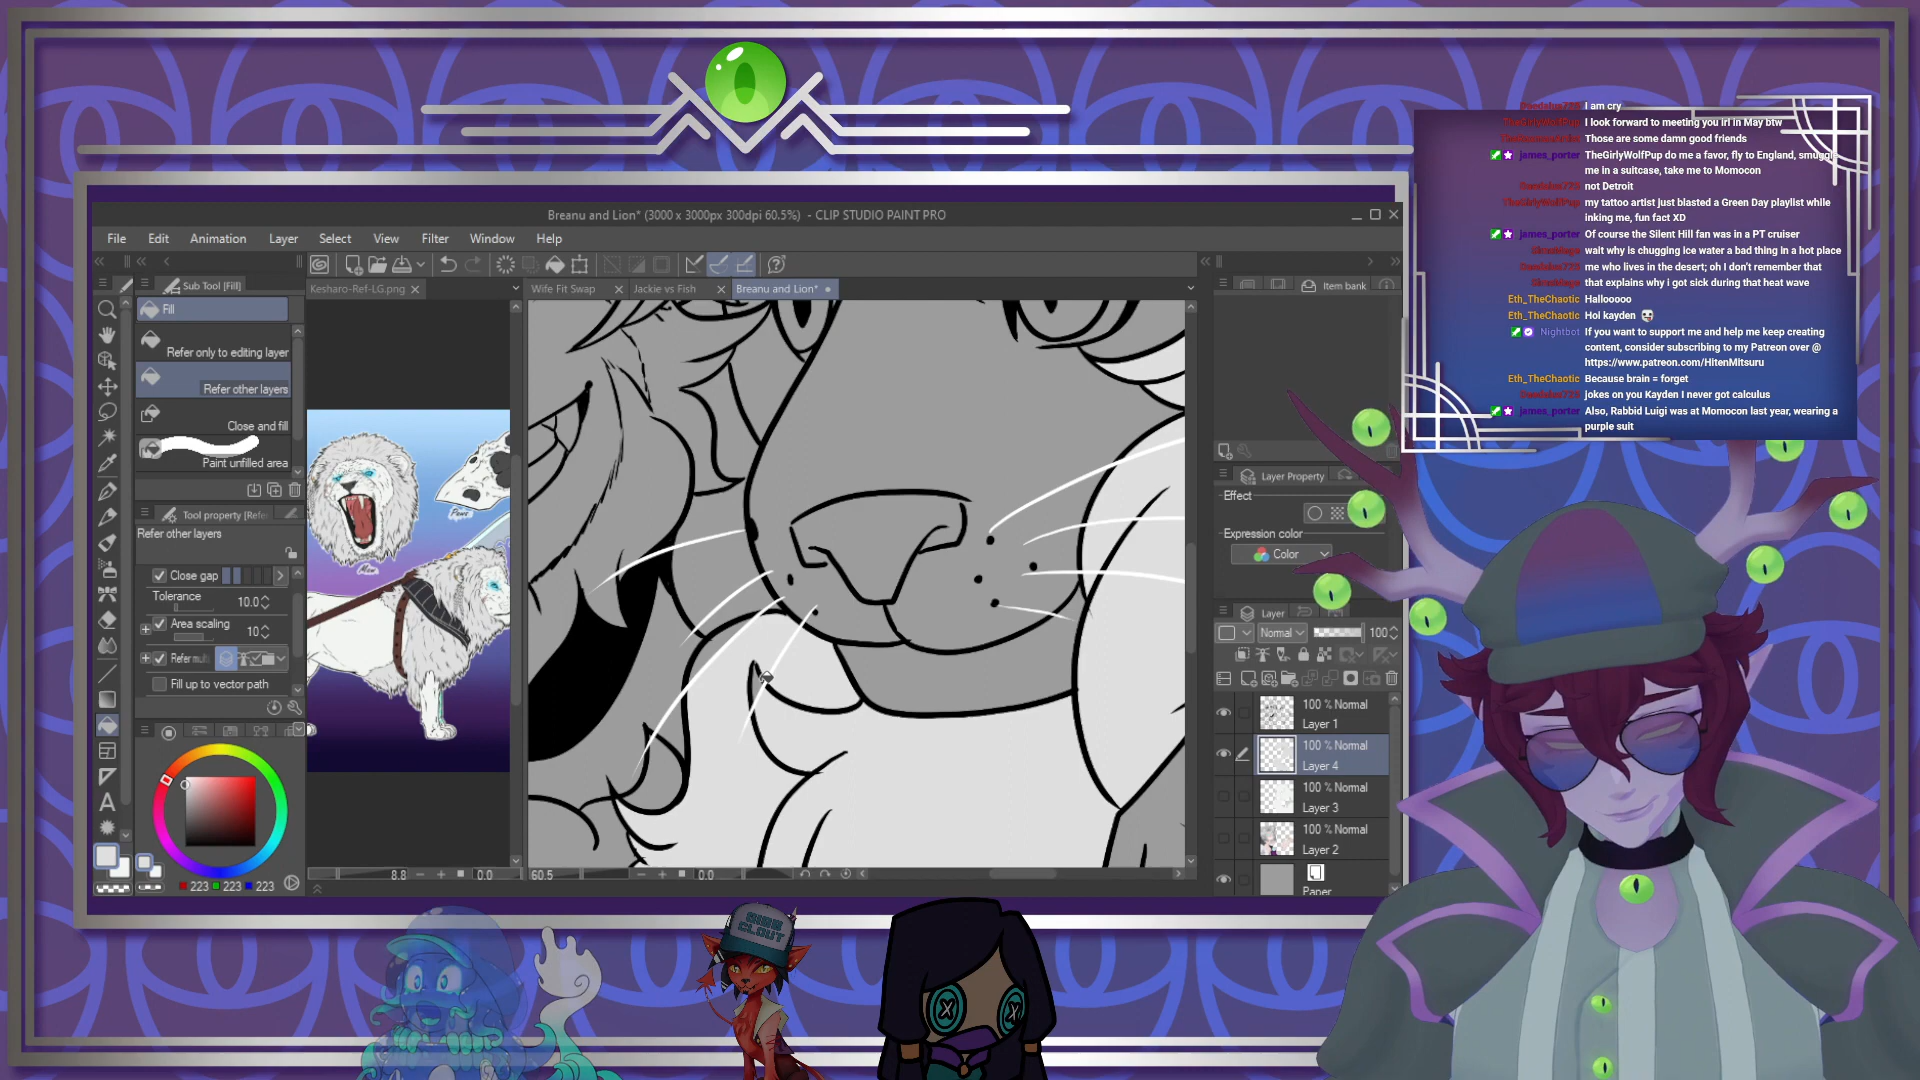 Breanu and Lion* (3000 x 3000px 300dpi 60.5%) - CLIP STUDIO PAINT PRO
File Edit Animation Layer Select View Filter Window Help
Sub Tool [Fill]
Fill
Refer only to editing layer
Refer other layers
Close and fill
Paint unfilled area
Tool property [Refer
Refer other layers
Close gap
Tolerance 10.0
Area scaling 10
Refer mult
Fill up to vector path
223 223 223
Kesharo-Ref-LG.png
Wife Fit Swap
Jackie vs Fish
Breanu and Lion*
8.8 0.0
60.5 0.0
Item bank
Layer Property
Effect
Expression color
Color
Layer
Normal 100
100 % Normal
Layer 1
100 % Normal
Layer 4
100 % Normal
Layer 3
100 % Normal
Layer 2
Paper
Daedalus723 I am cry
TheGirlyWolfPup I look forward to meeting you irl in May btw
Those are some damn good friends
james_porter TheGirlyWolfPup do me a favor, fly to England, smuggle
me in a suitcase, take me to Momocon
Daedalus723 not Detroit
TheGirlyWolfPup my tattoo artist just blasted a Green Day playlist while
inking me, fun fact XD
james_porter Of course the Silent Hill fan was in a PT cruiser
wait why is chugging ice water a bad thing in a hot place
Daedalus723 me who lives in the desert; oh I don't remember that
that explains why i got sick during that heat wave
Eth_TheChaotic Hallooooo
Eth_TheChaotic Hoi kayden
Nightbot If you want to support me and help me keep creating
content, consider subscribing to my Patreon over @
https://www.patreon.com/HitenMitsuru
Eth_TheChaotic Because brain = forget
Daedalus723 jokes on you Kayden I never got calculus
james_porter Also, Rabbid Luigi was at Momocon last year, wearing a
purple suit
CLOUT